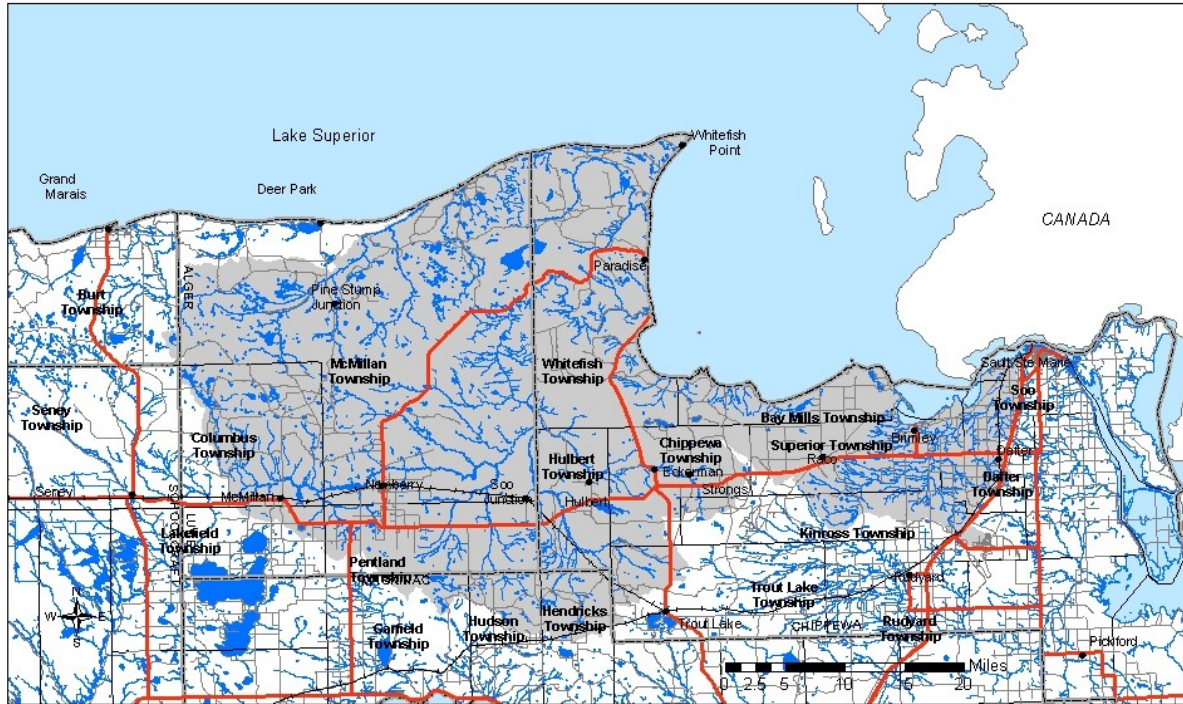 Lake Superior
Whitefish
Point
Grand
Marais
Deer Park
CANADA
Paradise
ALGER
Pine Stump
Junction
Burt
Township
McMillan
Township
Whitefish
Township
Sault Ste Marie
Soo
Township
Seney
Township
Columbus
Township
Bay Mills Township
Brimley
Superior Township
Chippewa
Township
Hulbert
Township
Eckerman
Raco
Dafter
Dafter
Township
Seney
McMillan
Newberry
Soo
Junction
Hulbert
Strongs
SCHOOLCRAFT
LUCE
Lakefield
Township
Kinross Township
Pentland
Township
Rudyard
Trout Lake
Township
N
W E
S
Hendricks
Township
Hudson
Township
Garfield
Township
Trout Lake
CHIPPEWA
Rudyard
Township
Pickford
Miles
0 2.5 5 10 15 20